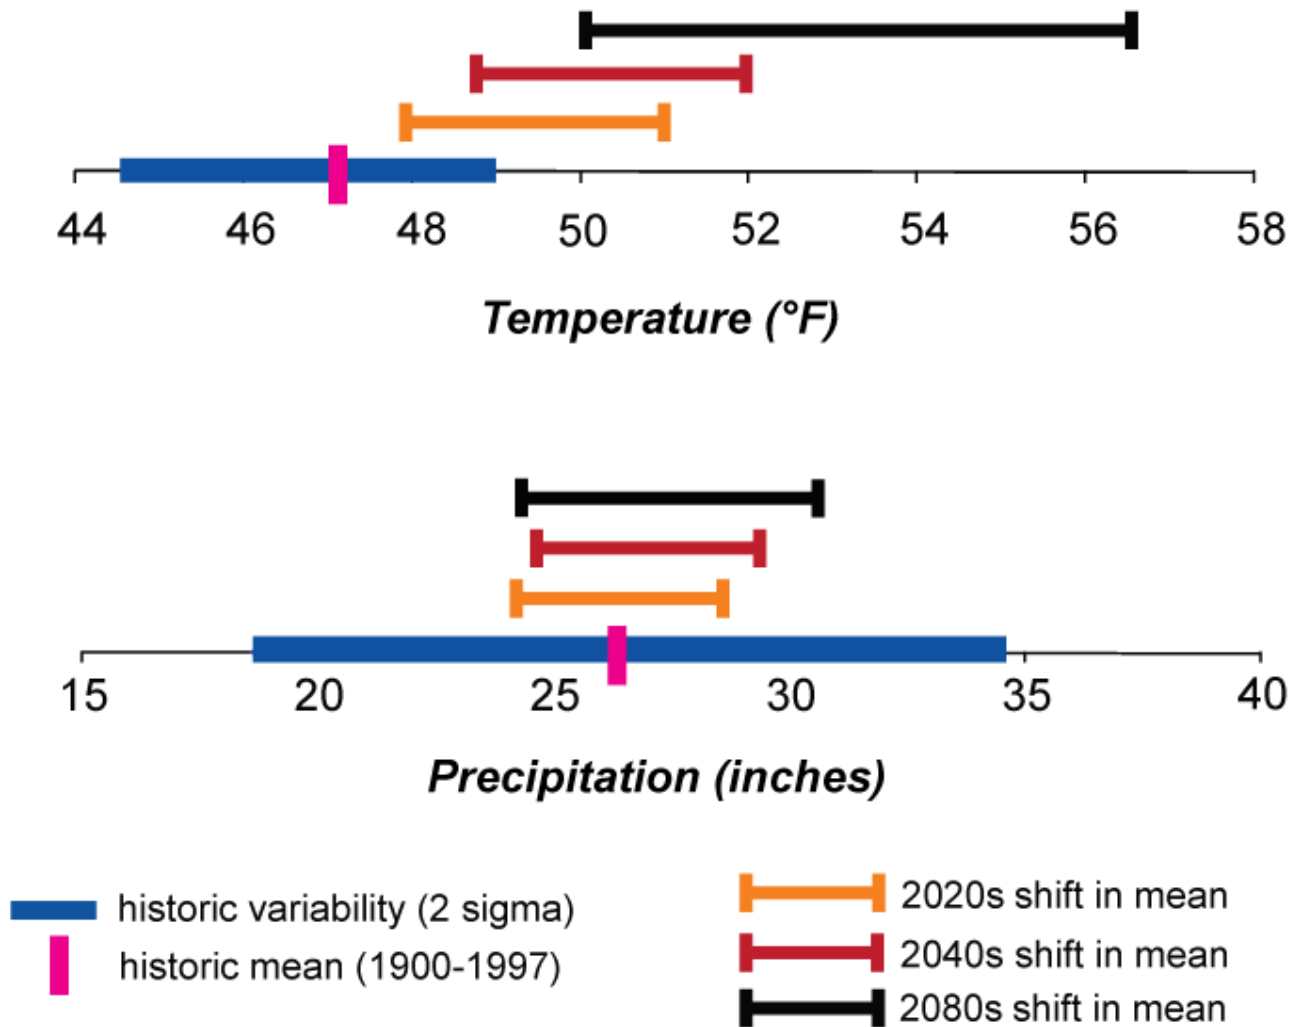 44 46 48 50 52 54 56 58
Temperature (°F)
15 20 25 30 35 40
Precipitation (inches)
historic variability (2 sigma)
historic mean (1900-1997)
2020s shift in mean
2040s shift in mean
2080s shift in mean